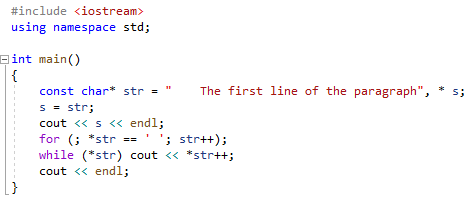 #include <iostream>
using namespace std;
int main()
{
    const char* str = "    The first line of the paragraph", * s;
    s = str;
    cout << s << endl;
    for (; *str == ' '; str++);
    while (*str) cout << *str++;
    cout << endl;
}